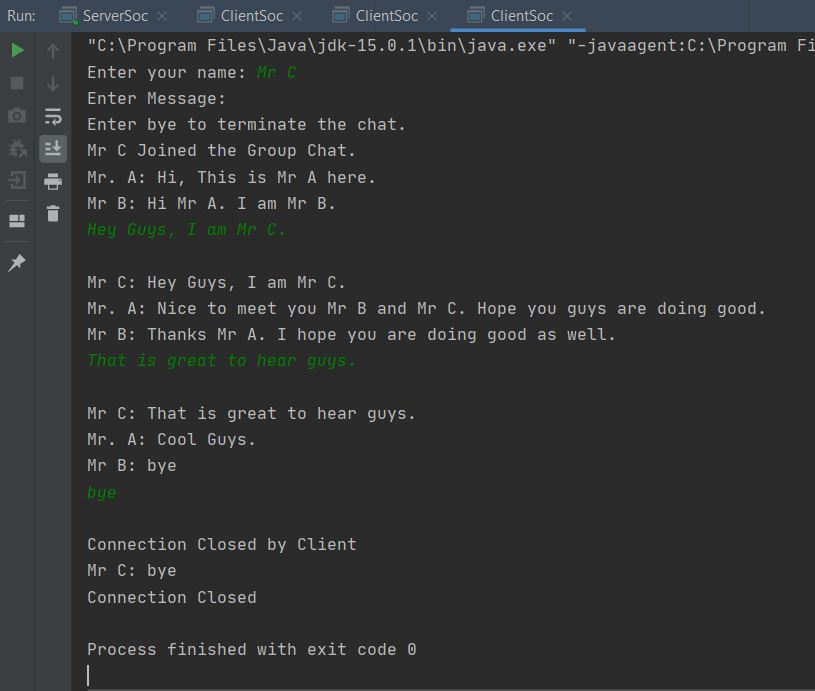 Run: ServerSoc ClientSoc ClientSoc ClientSoc
"C:\Program Files\Java\jdk-15.0.1\bin\java.exe" "-javaagent:C:\Program Fi
Enter your name: Mr C
Enter Message:
Enter bye to terminate the chat.
Mr C Joined the Group Chat.
Mr. A: Hi, This is Mr A here.
Mr B: Hi Mr A. I am Mr B.
Hey Guys, I am Mr C.
Mr C: Hey Guys, I am Mr C.
Mr. A: Nice to meet you Mr B and Mr C. Hope you guys are doing good.
Mr B: Thanks Mr A. I hope you are doing good as well.
That is great to hear guys.
Mr C: That is great to hear guys.
Mr. A: Cool Guys.
Mr B: bye
bye
Connection Closed by Client
Mr C: bye
Connection Closed
Process finished with exit code 0